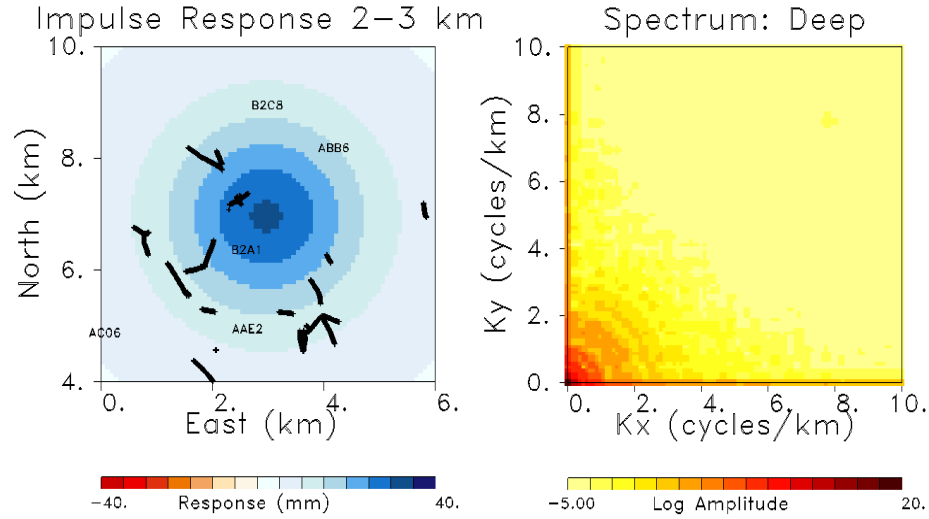 Impulse Response 2-3 km
10.
8.
6.
4.
North (km)
B2C8
ABB6
B2A1
AAE2
AC06
0. 2. 4. 6.
East (km)
-40. Response (mm) 40.
Spectrum: Deep
10.
8.
6.
4.
2.
0.
Ky (cycles/km)
0. 2. 4. 6. 8. 10.
Kx (cycles/km)
-5.00 Log Amplitude 20.